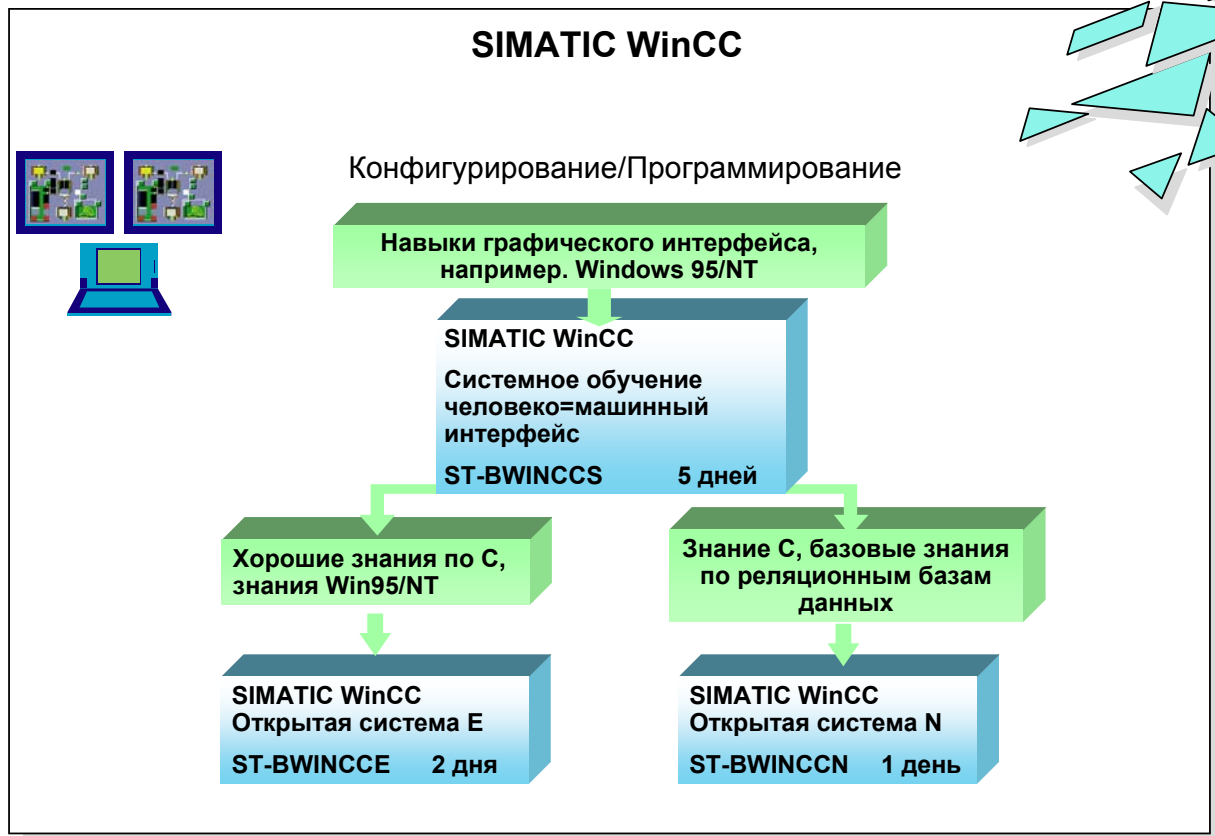 SIMATIC WinCC
Конфигурирование/Программирование
Навыки графического интерфейса,
например. Windows 95/NT
SIMATIC WinCC
Системное обучение
человеко=машинный
интерфейс
ST-BWINCCS 5 дней
Хорошие знания по С,
знания Win95/NT
Знание С, базовые знания
по реляционным базам
данных
SIMATIC WinCC
Открытая система E
ST-BWINCCE 2 дня
SIMATIC WinCC
Открытая система N
ST-BWINCCN 1 день